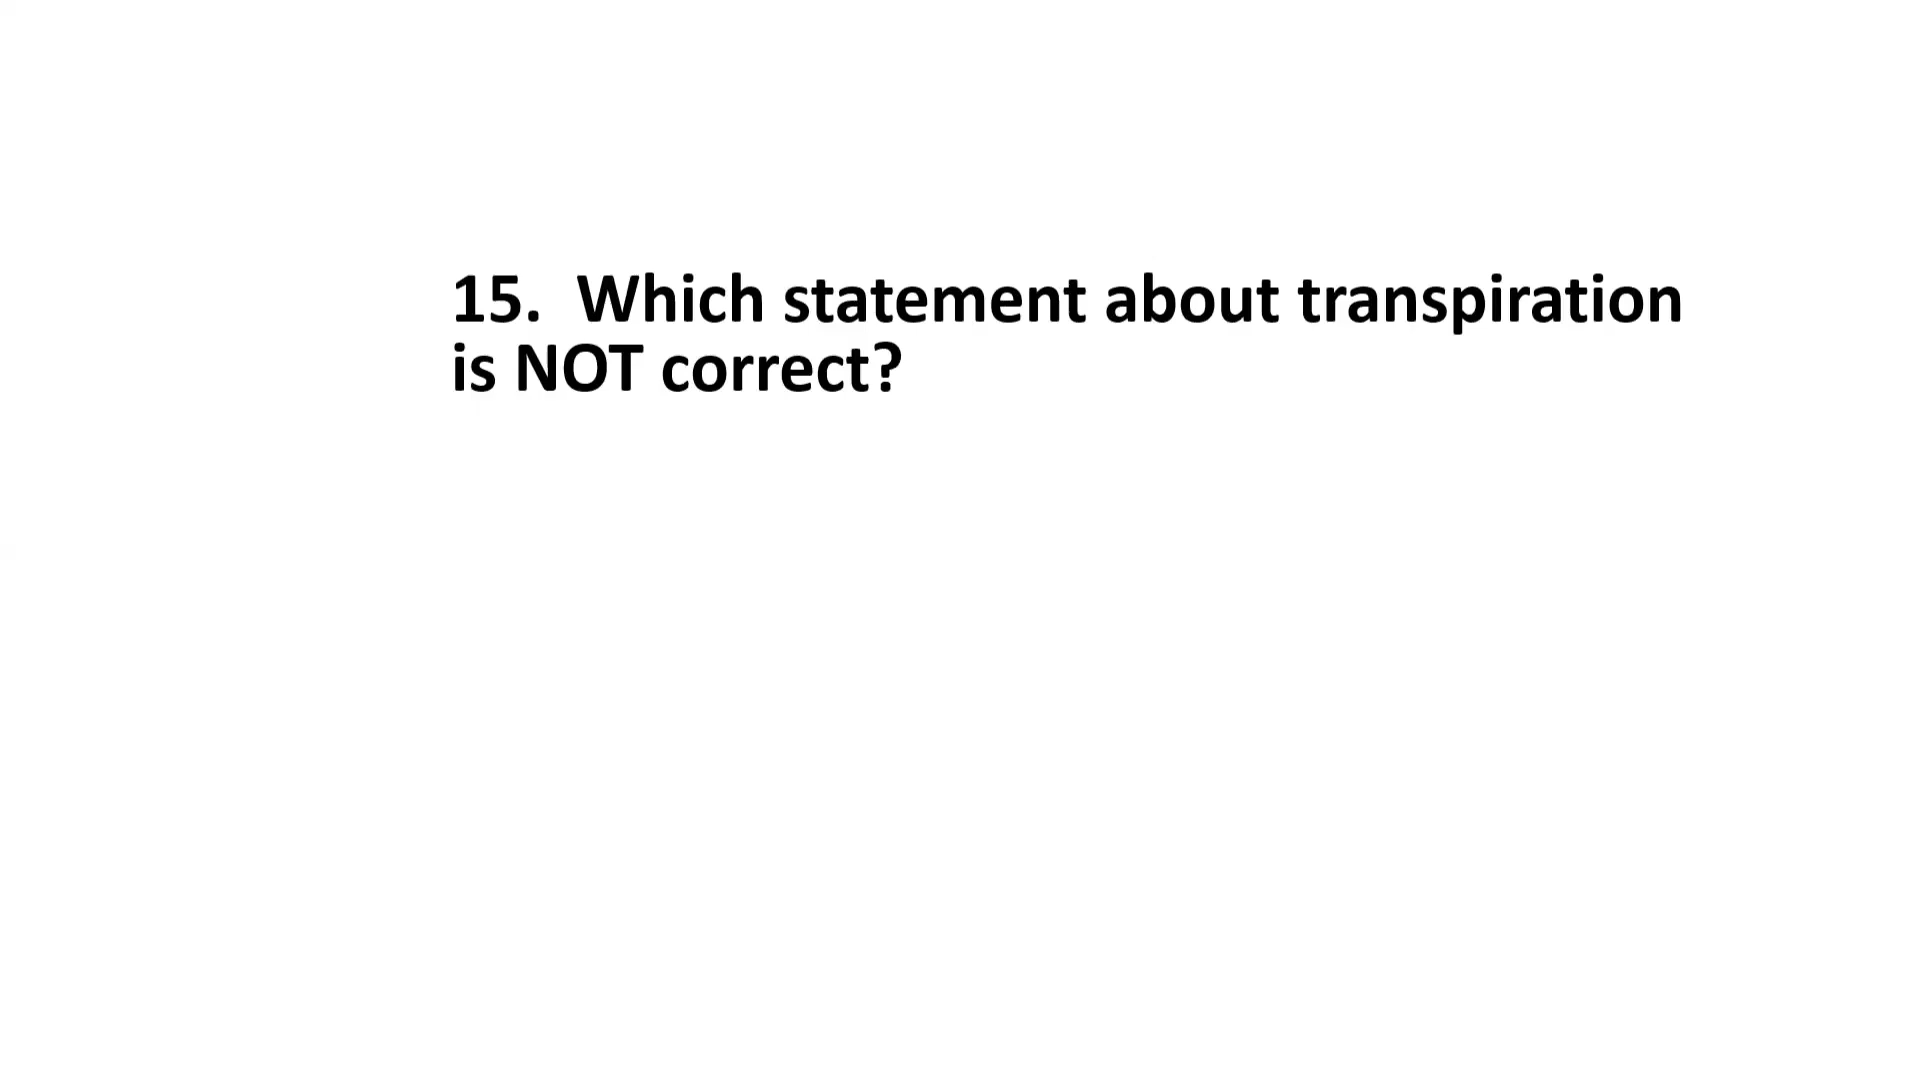 15.  Which statement about transpiration
is NOT correct?